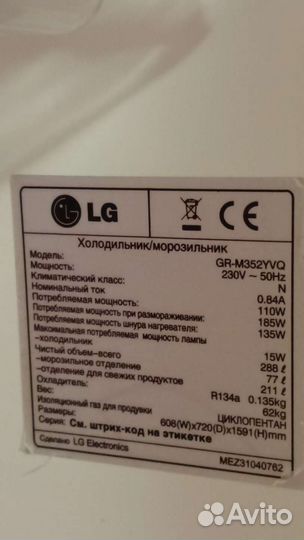 LG
CE
Холодильник/морозильник
Модель: GR-M352YVQ
Мощность: 230V ~ 50Hz
Климатический класс: N
Номинальный ток 0.84A
Потребляемая мощность: 110W
Потребляемая мощность при размораживании: 185W
Потребляемая мощность шнура нагревателя: 135W
Максимальная потребляемая мощность лампы
-холодильник: 15W
Чистый объем-всего 288 ℓ
-морозильное отделение 77 ℓ
-отделение для свежих продуктов 211 ℓ
Охладитель: R134a 0.135kg
Вес: 62kg
Изоляционый газ для продувки ЦИКЛОПЕНТАН
Размеры: 608(W)x720(D)x1591(H)mm
Серия: См. штрих-код на этикетке
Сделано LG Electronics
MEZ31040762
Avito